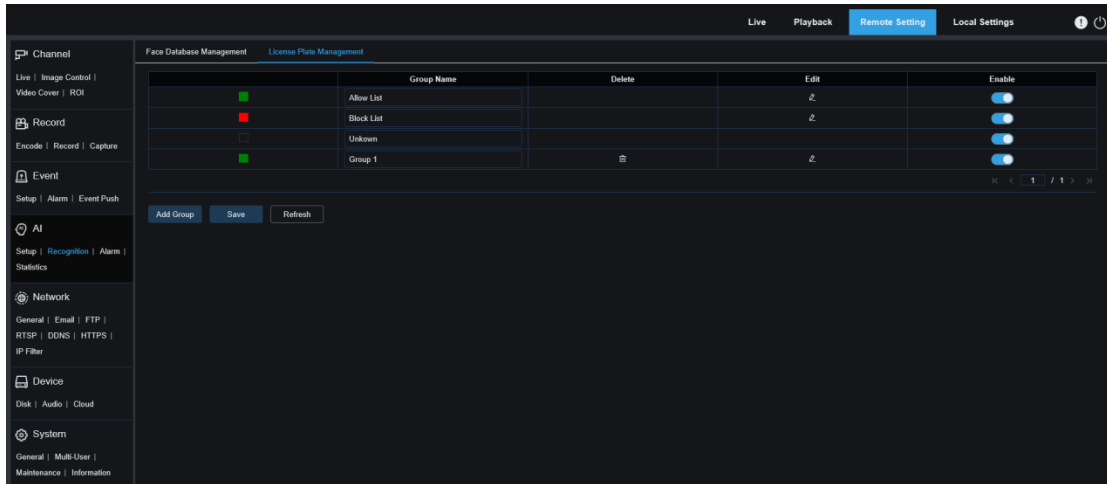 Live Playback Remote Setting Local Settings
Channel
Live | Image Control |
Video Cover | ROI
Record
Encode | Record | Capture
Event
Setup | Alarm | Event Push
AI
Setup | Recognition | Alarm |
Statistics
Network
General | Email | FTP |
RTSP | DDNS | HTTPS |
IP Filter
Device
Disk | Audio | Cloud
System
General | Multi-User |
Maintenance | Information
Face Database Management License Plate Management
Group Name Delete Edit Enable
Allow List
Block List
Unkown
Group 1
1 / 1
Add Group Save Refresh